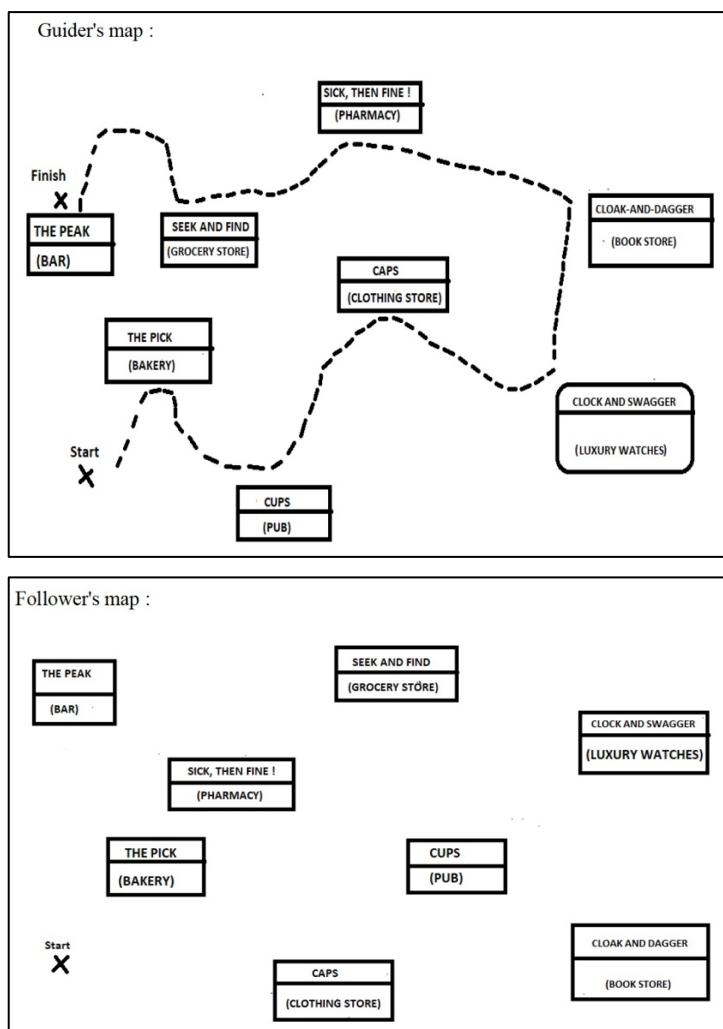 Guider's map :
SICK, THEN FINE !
(PHARMACY)
Finish
THE PEAK
(BAR)
SEEK AND FIND
(GROCERY STORE)
CLOAK-AND-DAGGER
(BOOK STORE)
CAPS
(CLOTHING STORE)
THE PICK
(BAKERY)
CLOCK AND SWAGGER
(LUXURY WATCHES)
Start
CUPS
(PUB)
Follower's map :
THE PEAK
(BAR)
SEEK AND FIND
(GROCERY STORE)
CLOCK AND SWAGGER
(LUXURY WATCHES)
SICK, THEN FINE !
(PHARMACY)
THE PICK
(BAKERY)
CUPS
(PUB)
Start
CAPS
(CLOTHING STORE)
CLOAK AND DAGGER
(BOOK STORE)